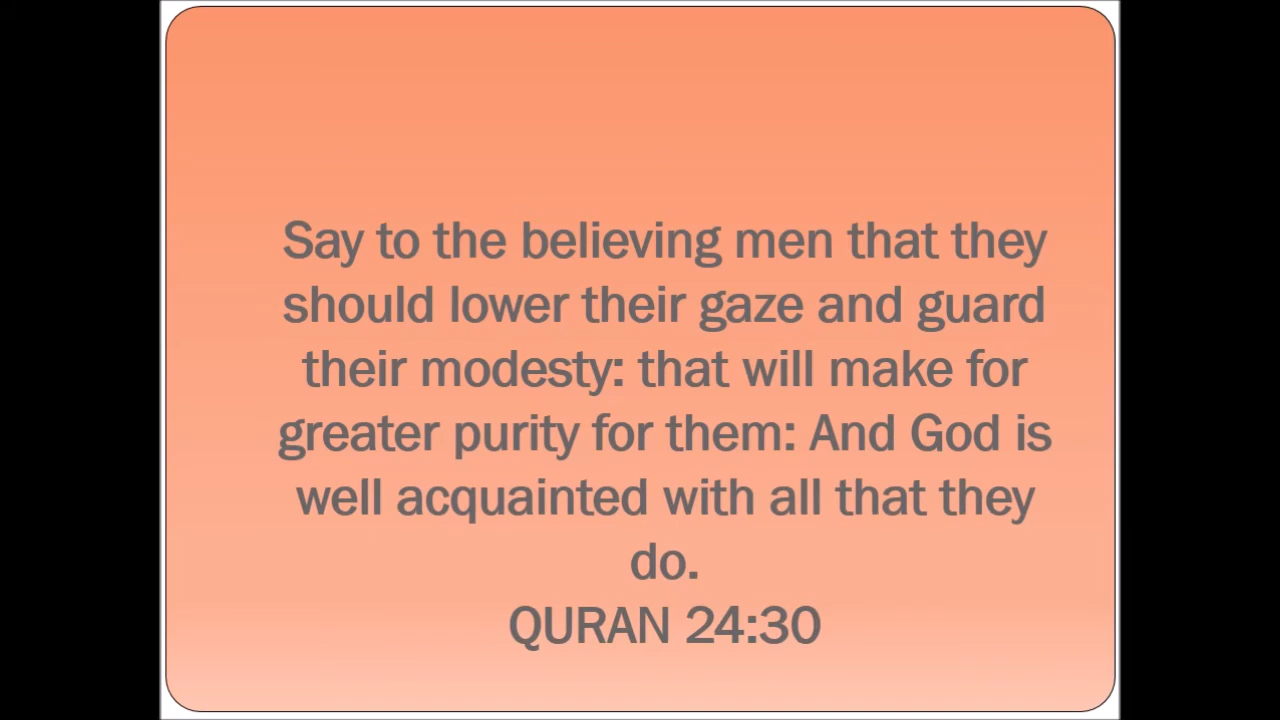 Say to the believing men that they
should lower their gaze and guard
their modesty: that will make for
greater purity for them: And God is
well acquainted with all that they
do.
QURAN 24:30